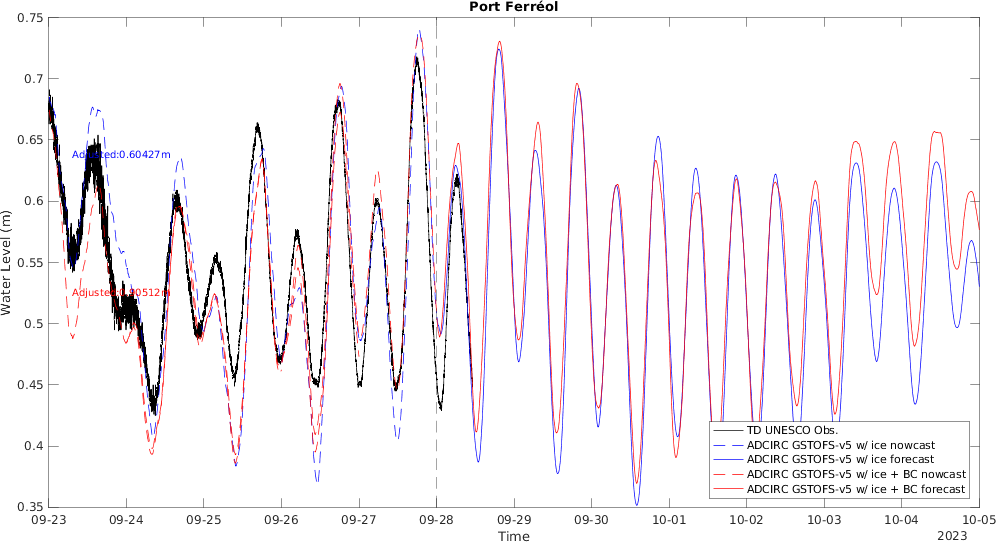 Port Ferréol
Water Level (m)
0.75
0.7
0.65
0.6
0.55
0.5
0.45
0.4
0.35
Adjusted:0.60427m
TD UNESCO Obs.
ADCIRC GSTOFS-v5 w/ ice nowcast
ADCIRC GSTOFS-v5 w/ ice forecast
ADCIRC GSTOFS-v5 w/ ice + BC nowcast
ADCIRC GSTOFS-v5 w/ ice + BC forecast
09-23 09-24 09-25 09-26 09-27 09-28 09-29 09-30 10-01 10-02 10-03 10-04 10-05
Time
2023